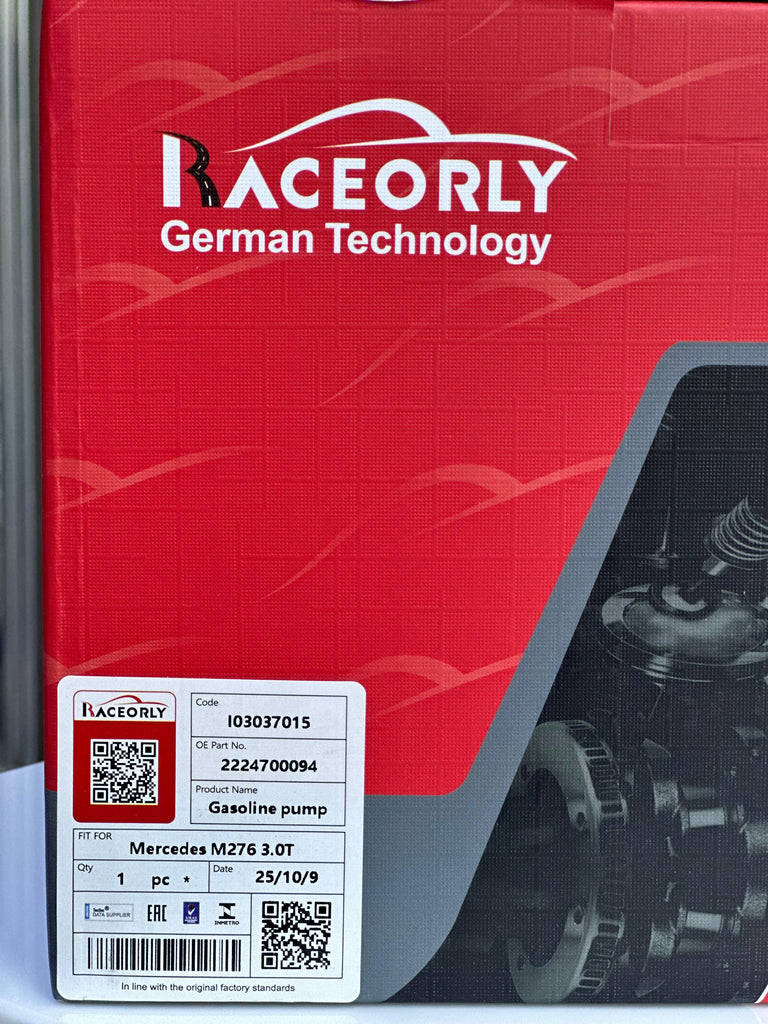 RACEORLY
German Technology
RACEORLY
Code
I03037015
OE Part No.
2224700094
Product Name
Gasoline pump
FIT FOR
Mercedes M276 3.0T
Qty
1 pc *
Date
25/10/9
DATA SUPPLIER
EAC
INMETRO
In line with the original factory standards